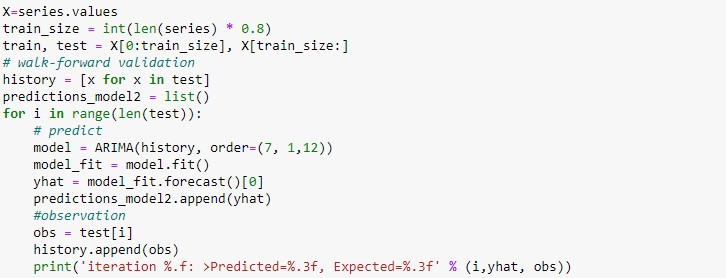 X=series.values
train_size = int(len(series) * 0.8)
train, test = X[0:train_size], X[train_size:]
# walk-forward validation
history = [x for x in test]
predictions_model2 = list()
for i in range(len(test)):
    # predict
    model = ARIMA(history, order=(7, 1,12))
    model_fit = model.fit()
    yhat = model_fit.forecast()[0]
    predictions_model2.append(yhat)
    #observation
    obs = test[i]
    history.append(obs)
    print('iteration %.f: >Predicted=%.3f, Expected=%.3f' % (i,yhat, obs))